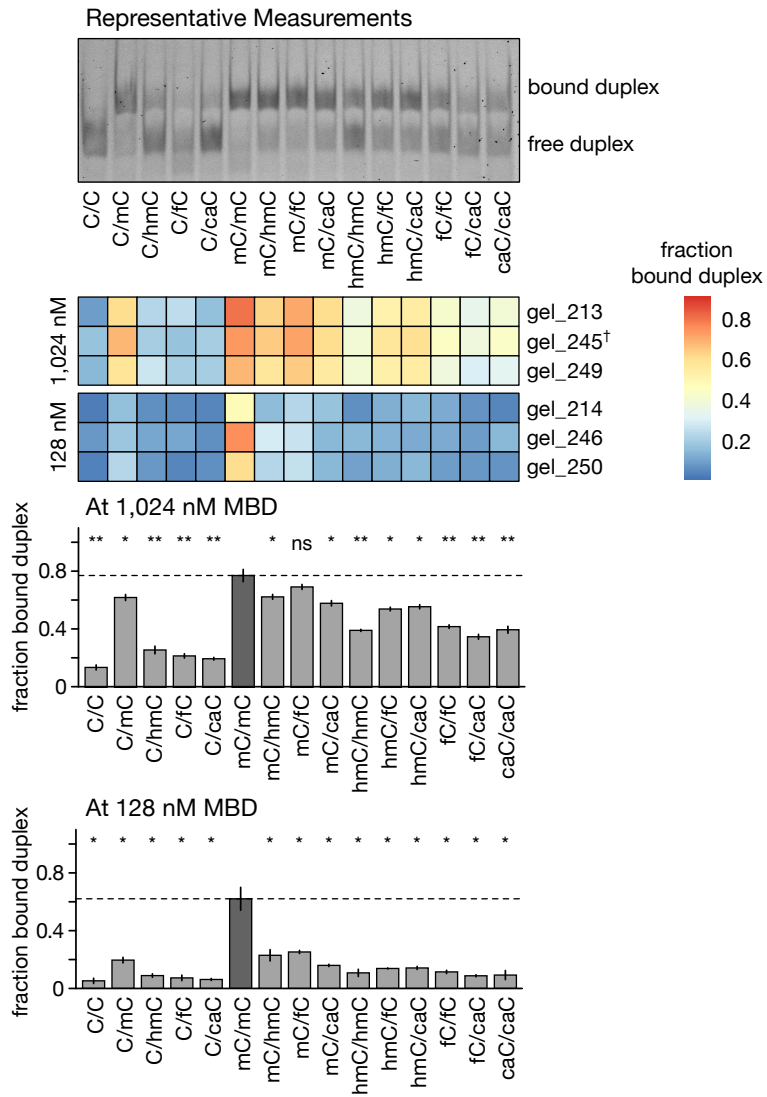 Representative Measurements
bound duplex
free duplex
C/C C/mC C/hmC C/fC C/caC mC/mC mC/hmC mC/fC mC/caC hmC/hmC hmC/fC hmC/caC fC/fC fC/caC caC/caC
fraction
bound duplex
0.8
0.6
0.4
0.2
1,024 nM
gel_213
gel_245†
gel_249
128 nM
gel_214
gel_246
gel_250
At 1,024 nM MBD
fraction bound duplex
** * ** ** ** * ns * ** * * ** ** **
0.8
0.4
0
C/C C/mC C/hmC C/fC C/caC mC/mC mC/hmC mC/fC mC/caC hmC/hmC hmC/fC hmC/caC fC/fC fC/caC caC/caC
At 128 nM MBD
fraction bound duplex
* * * * * * * * * * * * * *
0.8
0.4
0
C/C C/mC C/hmC C/fC C/caC mC/mC mC/hmC mC/fC mC/caC hmC/hmC hmC/fC hmC/caC fC/fC fC/caC caC/caC